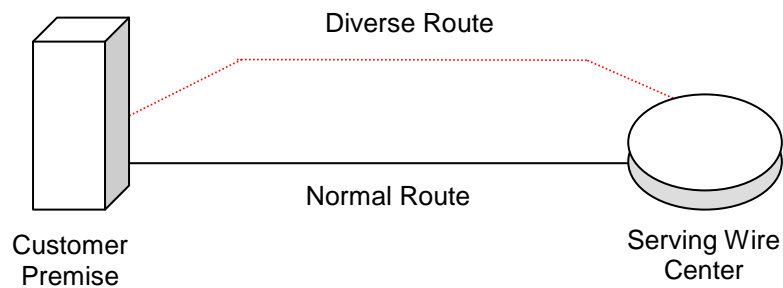 Diverse Route
Normal Route
Customer
Premise
Serving Wire
Center